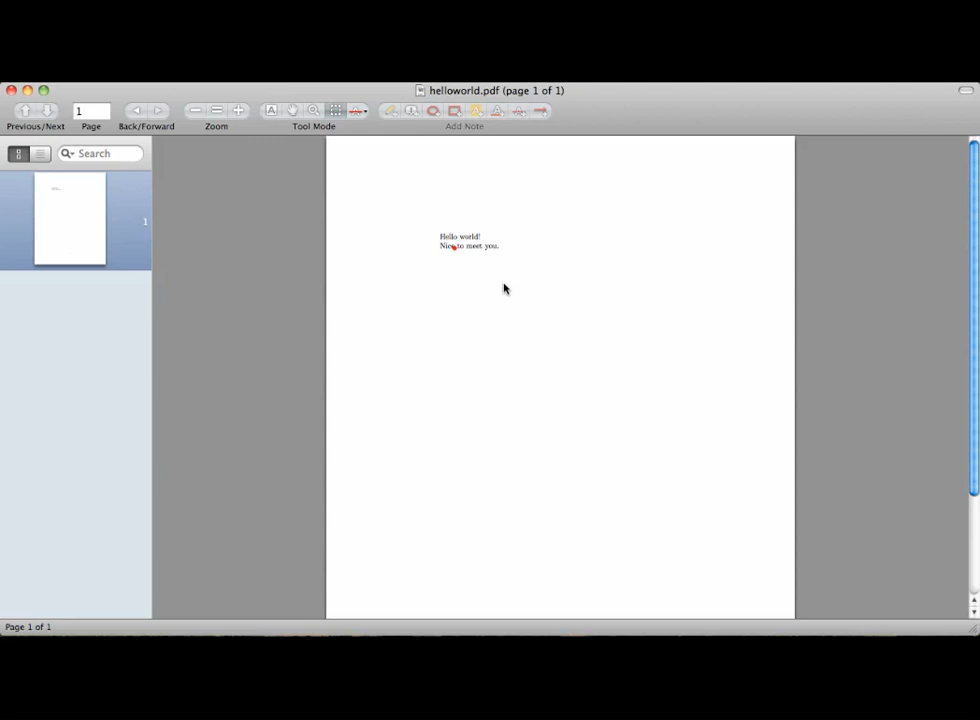 helloworld.pdf (page 1 of 1)
1
Previous/Next Page Back/Forward Zoom Tool Mode Add Note
Search
1
Hello world!
Nice to meet you.
Page 1 of 1